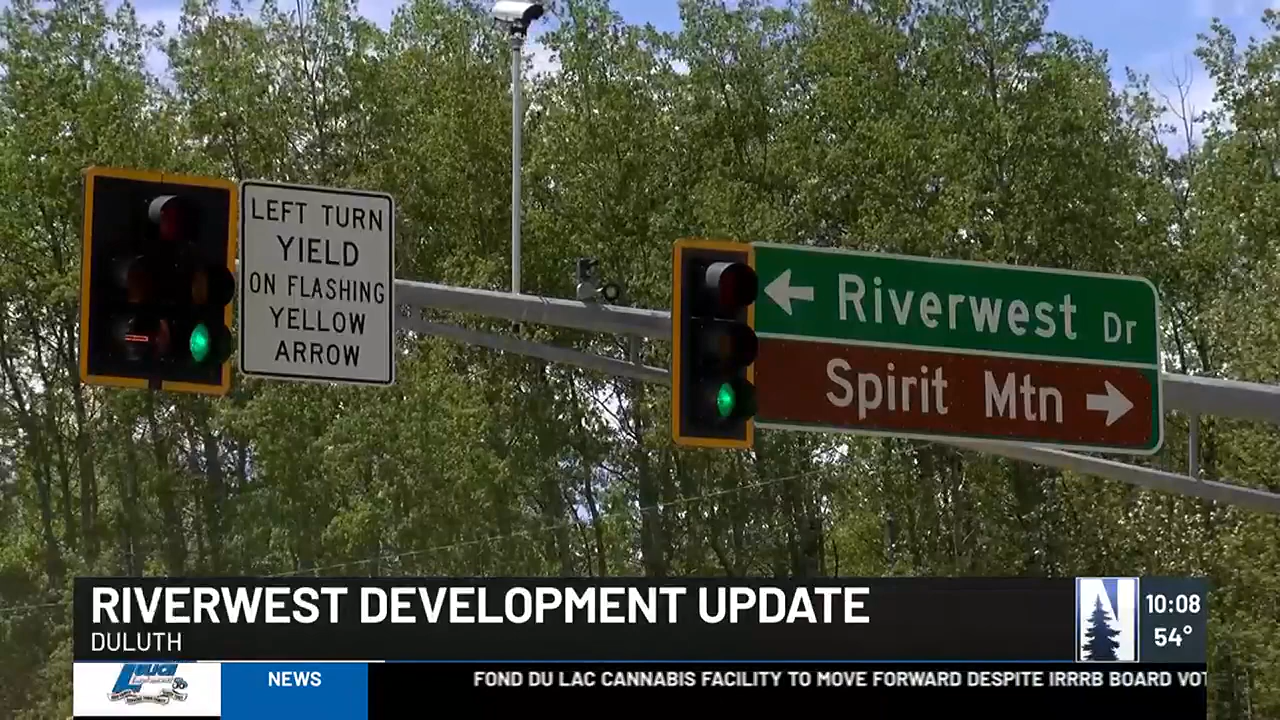 LEFT TURN
YIELD
ON FLASHING
YELLOW
ARROW
Riverwest Dr
Spirit Mtn
RIVERWEST DEVELOPMENT UPDATE
DULUTH
N
10:08
54°
NEWS
FOND DU LAC CANNABIS FACILITY TO MOVE FORWARD DESPITE IRRRB BOARD VOT